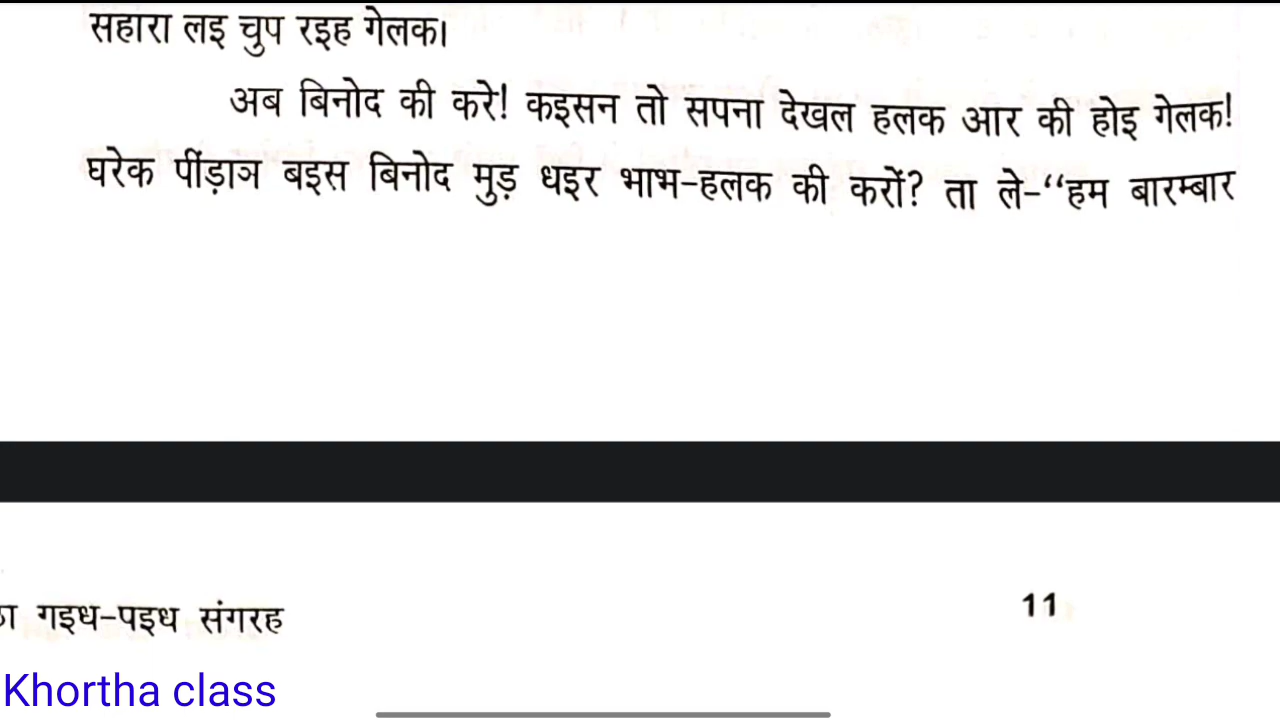 सहारा लइ चुप रइह गेलक।
अब बिनोद की करे! कइसन तो सपना देखल हलक आर की होइ गेलक!
घरेक पींड़ाञ बइस बिनोद मुड़ धइर भाभ-हलक की करों? ता ले-“हम बारम्बार
गइध-पइध संगरह
11
Khortha class